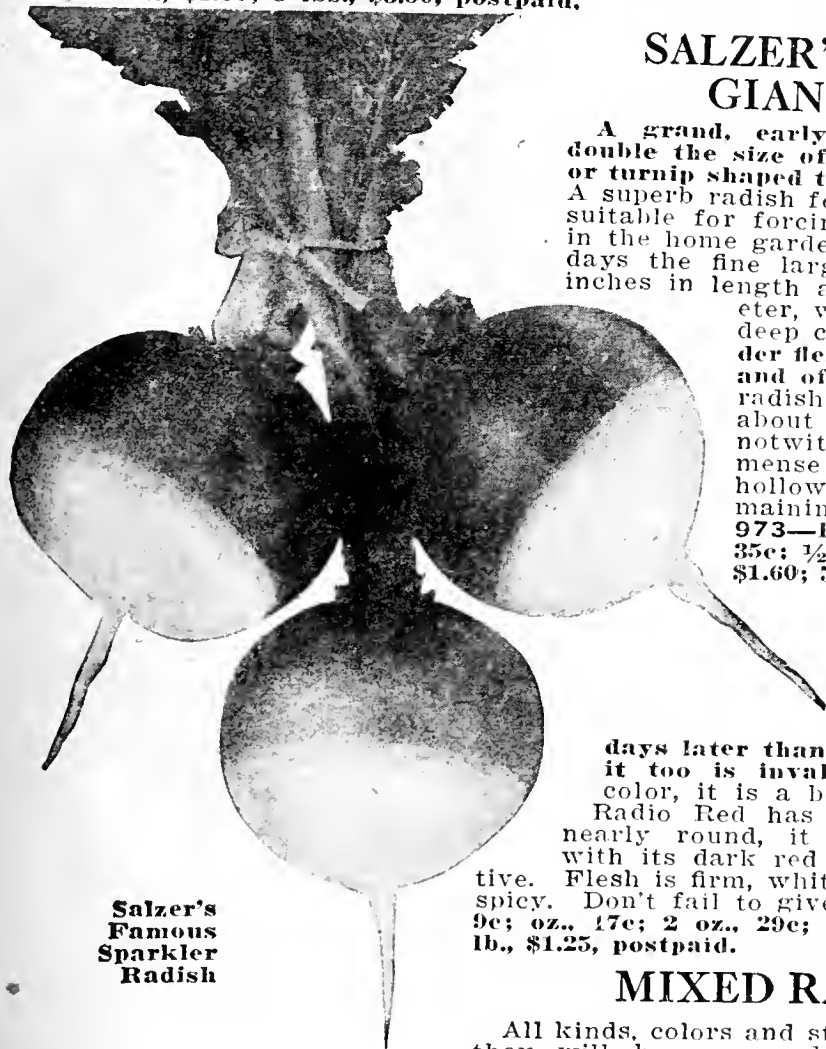 postpaid.
SALZER'
GIAN
A grand, early
double the size of
or turnip shaped t
A superb radish fo
suitable for forcin
in the home garde
days the fine larg
inches in length a
eter, w
deep c
der fle
and of
radish
about
notwit
mense
hollow
mainin
973—
35c; ½
$1.60;
days later than
it too is inval
color, it is a b
Radio Red has
nearly round, it
with its dark red
tive. Flesh is firm, whit
spicy. Don't fail to give
9c; oz., 17c; 2 oz., 29c;
lb., $1.25, postpaid.
Salzer's
Famous
Sparkler
Radish
MIXED RA
All kinds, colors and st